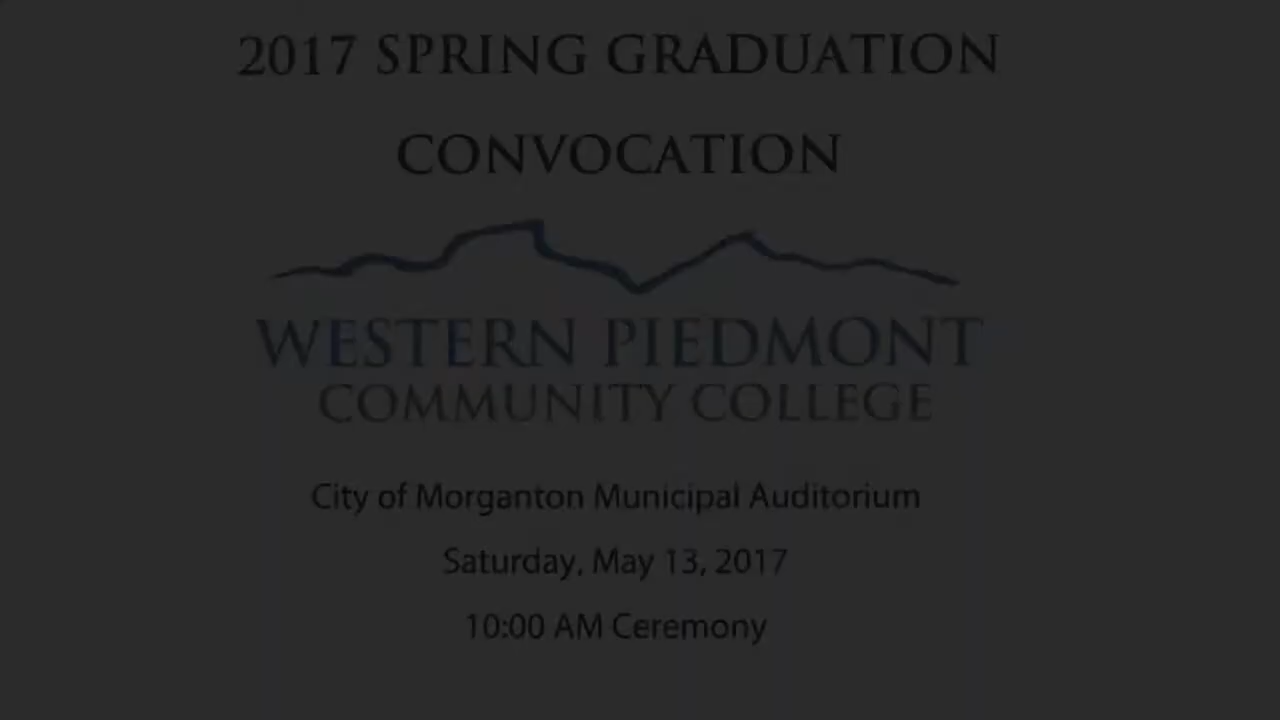 2017 SPRING GRADUATION
CONVOCATION
WESTERN PIEDMONT
COMMUNITY COLLEGE
City of Morganton Municipal Auditorium
Saturday, May 13, 2017
10:00 AM Ceremony